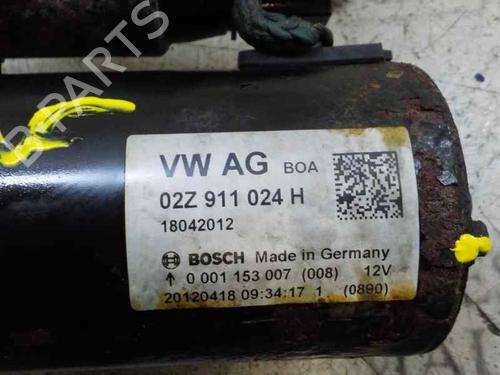 B-PARTS
VW AG BOA
02Z 911 024 H
18042012
BOSCH Made in Germany
↑ 0 001 153 007 (008) 12V
20120418 09:34:17 1 (0890)